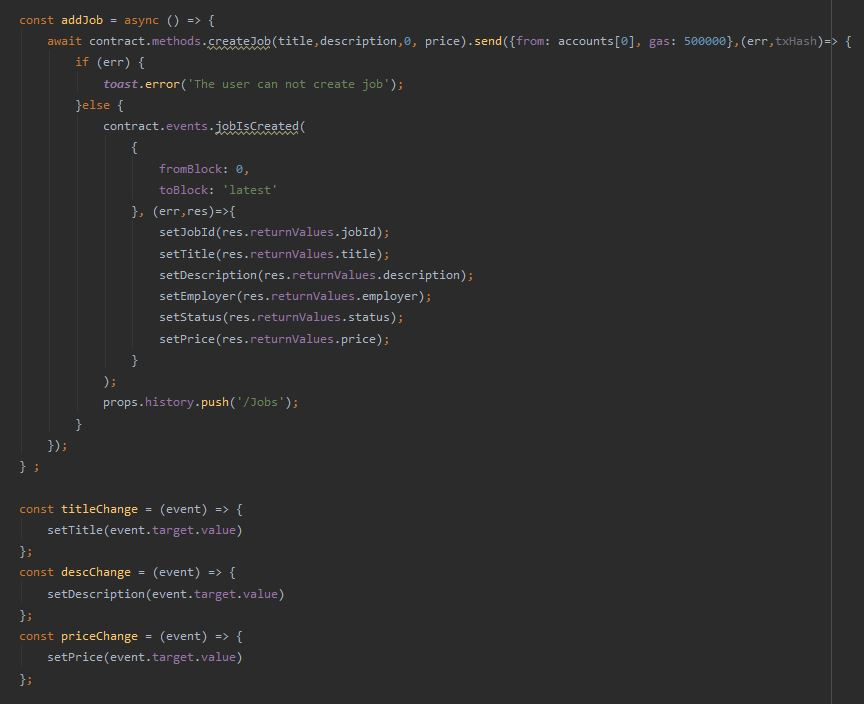 const addJob = async () => {
    await contract.methods.createJob(title,description,0, price).send({from: accounts[0], gas: 500000},(err,txHash)=> {
        if (err) {
            toast.error('The user can not create job');
        }else {
            contract.events.jobIsCreated(
                {
                    fromBlock: 0,
                    toBlock: 'latest'
                }, (err,res)=>{
                    setJobId(res.returnValues.jobId);
                    setTitle(res.returnValues.title);
                    setDescription(res.returnValues.description);
                    setEmployer(res.returnValues.employer);
                    setStatus(res.returnValues.status);
                    setPrice(res.returnValues.price);
                }
            );
            props.history.push('/Jobs');
        }
    });
} ;
const titleChange = (event) => {
    setTitle(event.target.value)
};
const descChange = (event) => {
    setDescription(event.target.value)
};
const priceChange = (event) => {
    setPrice(event.target.value)
};